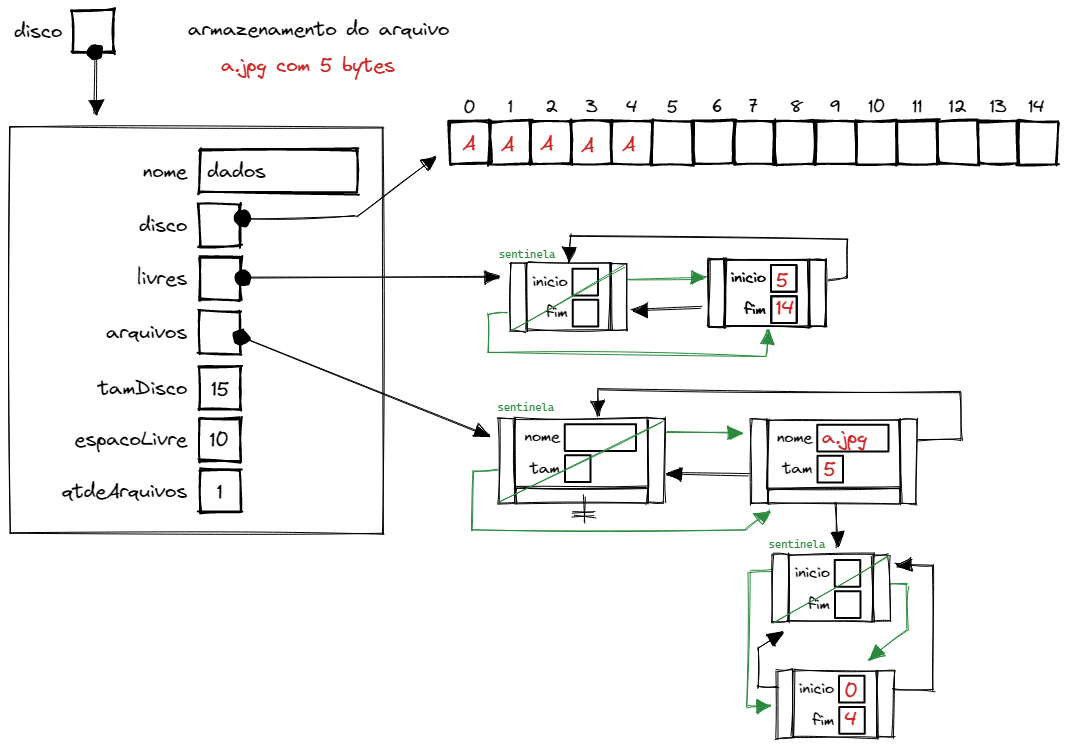 disco
armazenamento do arquivo
a.jpg com 5 bytes
0 1 2 3 4 5 6 7 8 9 10 11 12 13 14
A A A A A
nome dados
disco
livres
arquivos
tamDisco 15
espacoLivre 10
qtdeArquivos 1
sentinela
inicio
fim
inicio 5
fim 14
sentinela
nome
tam
nome a.jpg
tam 5
sentinela
inicio
fim
inicio 0
fim 4